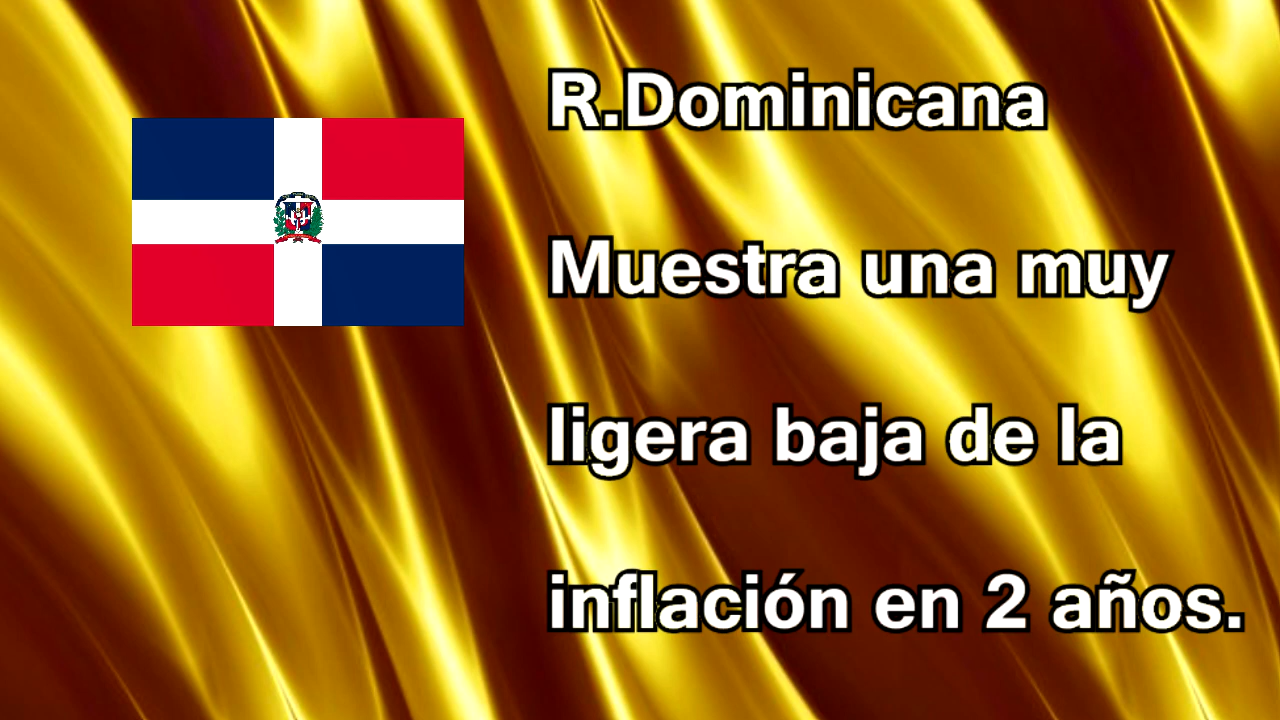 R.Dominicana
Muestra una muy
ligera baja de la
inflación en 2 años.